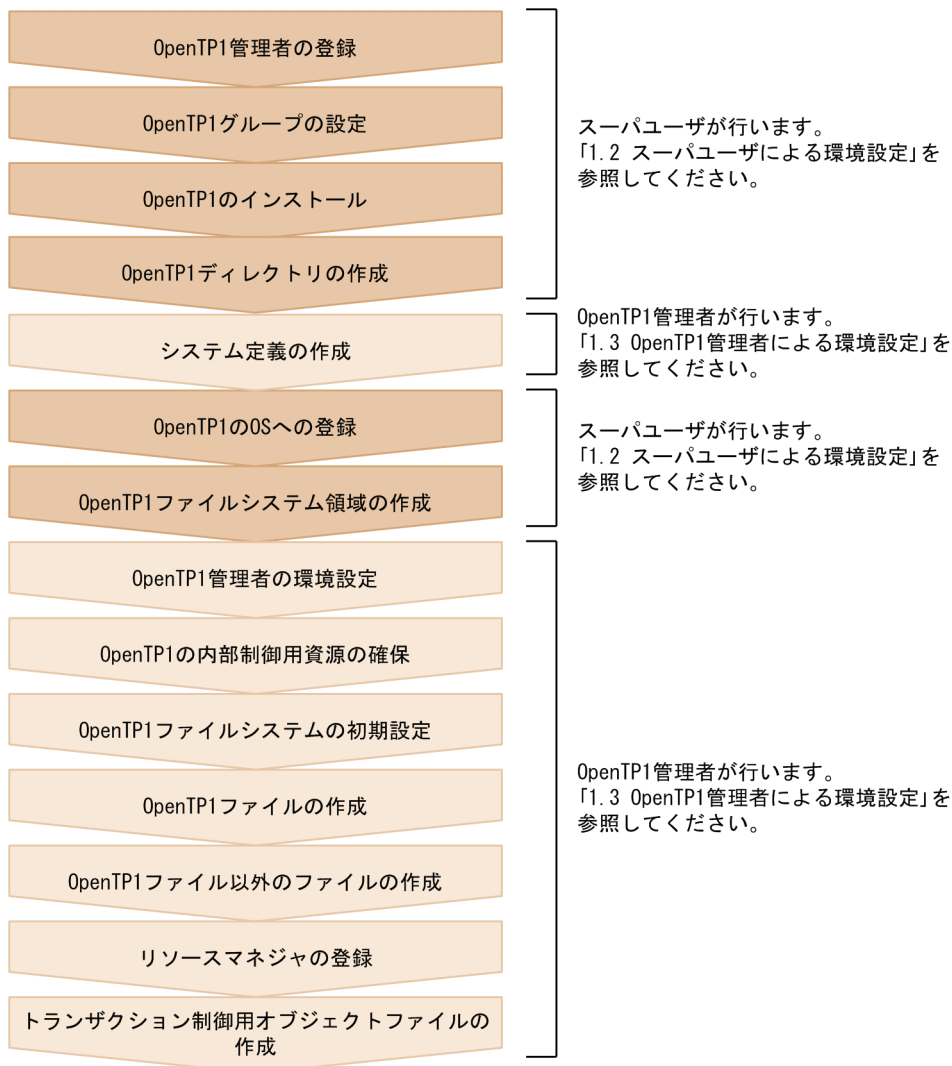 OpenTP1管理者の登録
OpenTP1グループの設定
OpenTP1のインストール
OpenTP1ディレクトリの作成
スーパユーザが行います。
「1.2 スーパユーザによる環境設定」を
参照してください。
システム定義の作成
OpenTP1管理者が行います。
「1.3 OpenTP1管理者による環境設定」を
参照してください。
OpenTP1のOSへの登録
OpenTP1ファイルシステム領域の作成
スーパユーザが行います。
「1.2 スーパユーザによる環境設定」を
参照してください。
OpenTP1管理者の環境設定
OpenTP1の内部制御用資源の確保
OpenTP1ファイルシステムの初期設定
OpenTP1ファイルの作成
OpenTP1ファイル以外のファイルの作成
リソースマネジャの登録
トランザクション制御用オブジェクトファイルの
作成
OpenTP1管理者が行います。
「1.3 OpenTP1管理者による環境設定」を
参照してください。